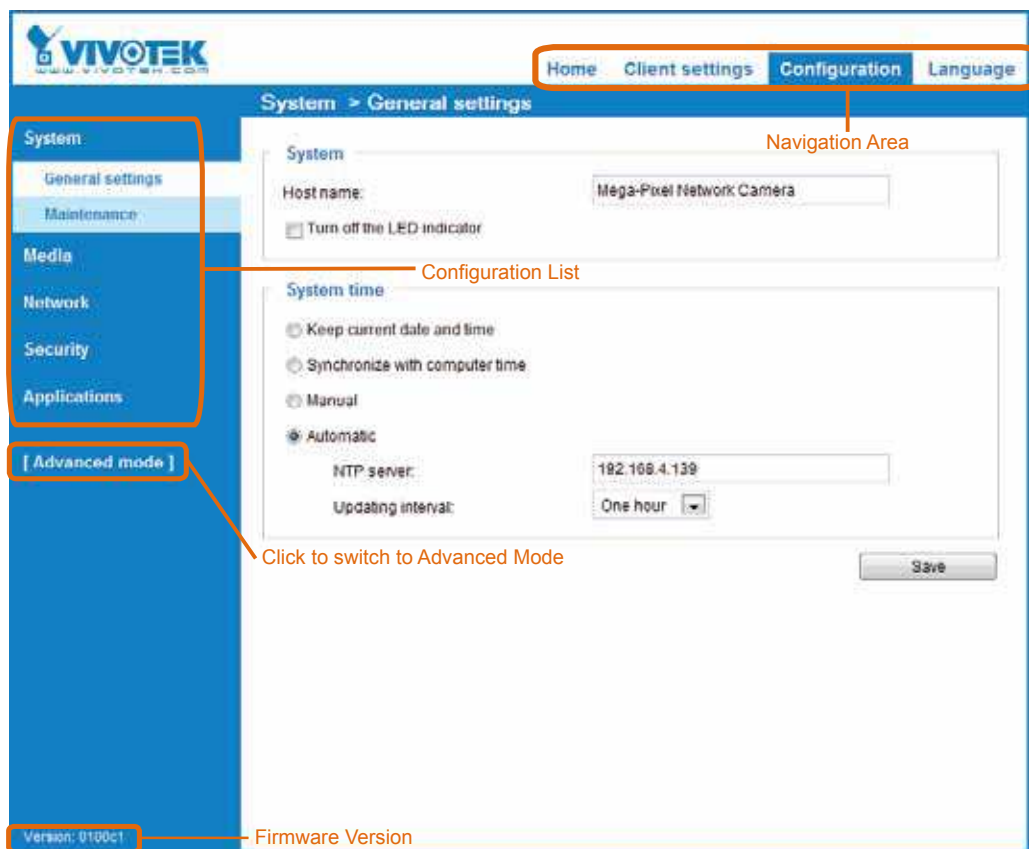 VIVOTEK
WWW.VIVOTEK.COM
Home Client settings Configuration Language
System > General settings
Navigation Area
System
General settings
Maintenance
Media
Network
Security
Applications
[ Advanced mode ]
Configuration List
System
Host name: Mega-Pixel Network Camera
Turn off the LED indicator
System time
Keep current date and time
Synchronize with computer time
Manual
Automatic
NTP server: 192.168.4.139
Updating interval: One hour
Click to switch to Advanced Mode
Save
Version: 0100c1
Firmware Version